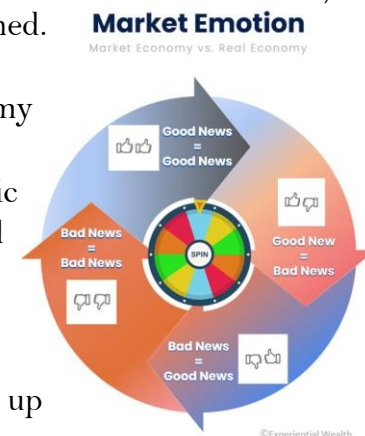 ned.
Market Emotion
Market Economy vs. Real Economy
my
ic
up
Good News
=
Good News
Good New
=
Bad News
Bad News
=
Good News
Bad News
=
Bad News
SPIN
©Experiential Wealth